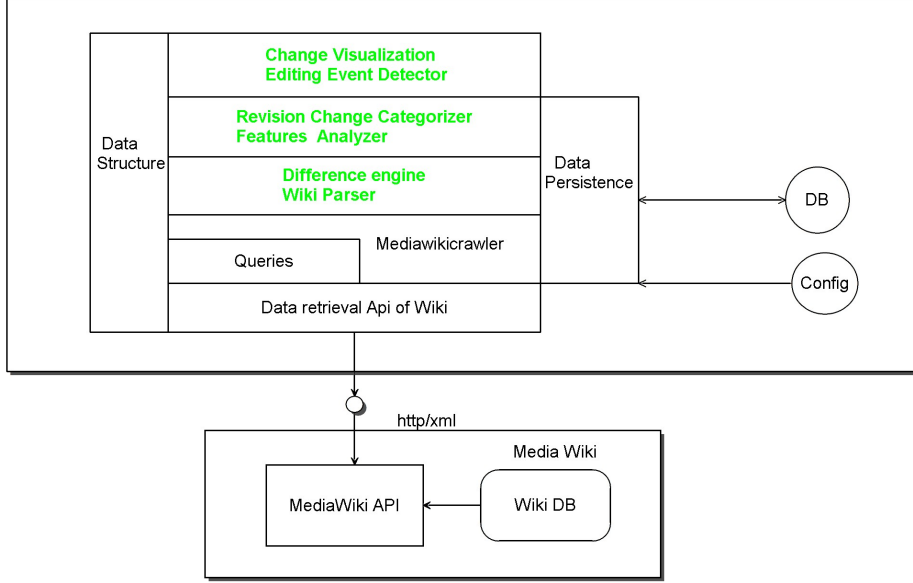 Change Visualization
Editing Event Detector
Revision Change Categorizer
Features Analyzer
Data
Structure
Data
Persistence
Difference engine
Wiki Parser
DB
Mediawikicrawler
Queries
Config
Data retrieval Api of Wiki
http/xml
Media Wiki
MediaWiki API
Wiki DB